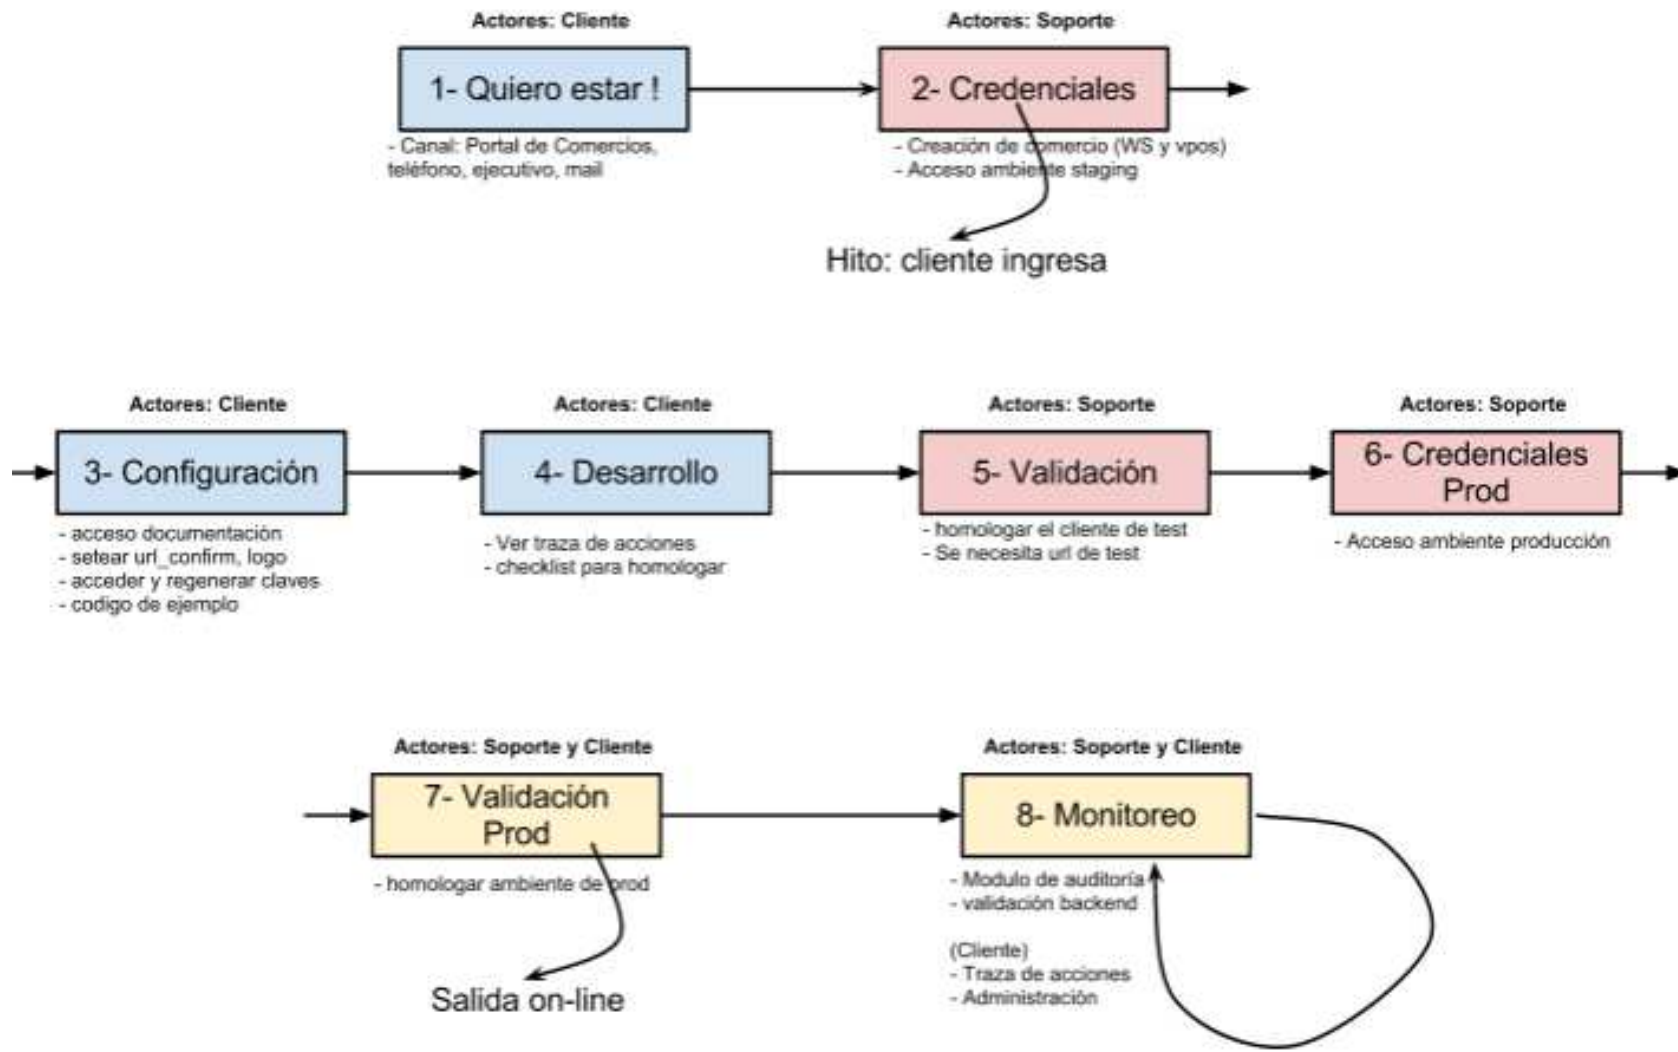 Actores: Cliente
Actores: Soporte
1- Quiero estar !
2- Credenciales
- Canal: Portal de Comercios,
teléfono, ejecutivo, mail
- Creación de comercio (WS y vpos)
- Acceso ambiente staging
Hito: cliente ingresa
Actores: Cliente
Actores: Cliente
Actores: Soporte
Actores: Soporte
3- Configuración
4- Desarrollo
5- Validación
6- Credenciales
Prod
- acceso documentación
- setear url_confirm, logo
- acceder y regenerar claves
- codigo de ejemplo
- Ver traza de acciones
- checklist para homologar
- homologar el cliente de test
- Se necesita url de test
- Acceso ambiente producción
Actores: Soporte y Cliente
Actores: Soporte y Cliente
7- Validación
Prod
8- Monitoreo
- homologar ambiente de prod
- Modulo de auditoría
- validación backend
(Cliente)
- Traza de acciones
- Administración
Salida on-line